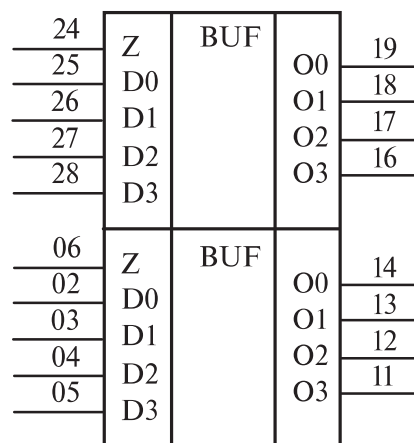 24 Z BUF
25 D0 O0 19
26 D1 O1 18
27 D2 O2 17
28 D3 O3 16
06 Z BUF
02 D0 O0 14
03 D1 O1 13
04 D2 O2 12
05 D3 O3 11